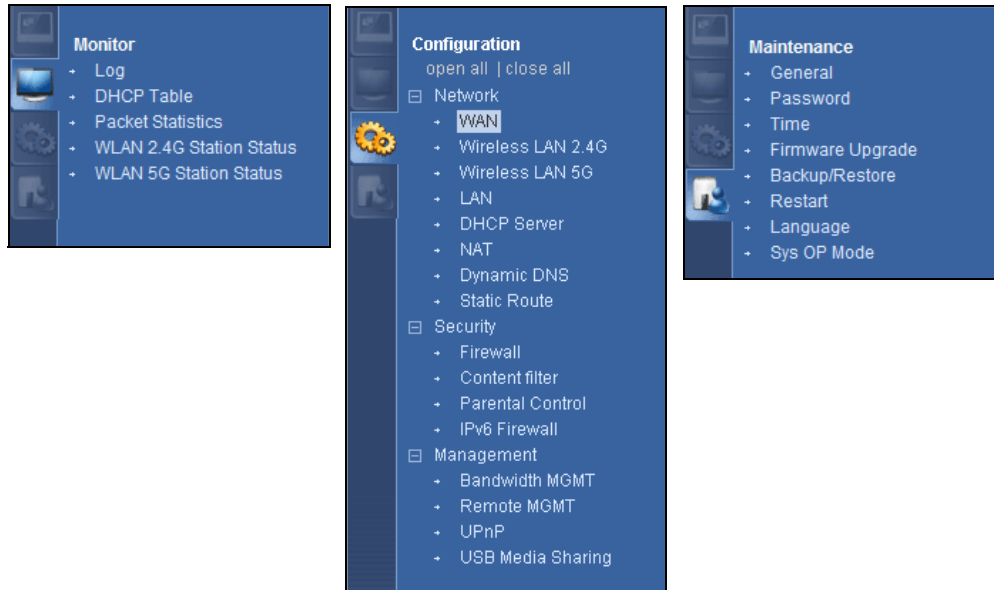 Monitor
Log
DHCP Table
Packet Statistics
WLAN 2.4G Station Status
WLAN 5G Station Status
Configuration
open all | close all
Network
WAN
Wireless LAN 2.4G
Wireless LAN 5G
LAN
DHCP Server
NAT
Dynamic DNS
Static Route
Security
Firewall
Content filter
Parental Control
IPv6 Firewall
Management
Bandwidth MGMT
Remote MGMT
UPnP
USB Media Sharing
Maintenance
General
Password
Time
Firmware Upgrade
Backup/Restore
Restart
Language
Sys OP Mode